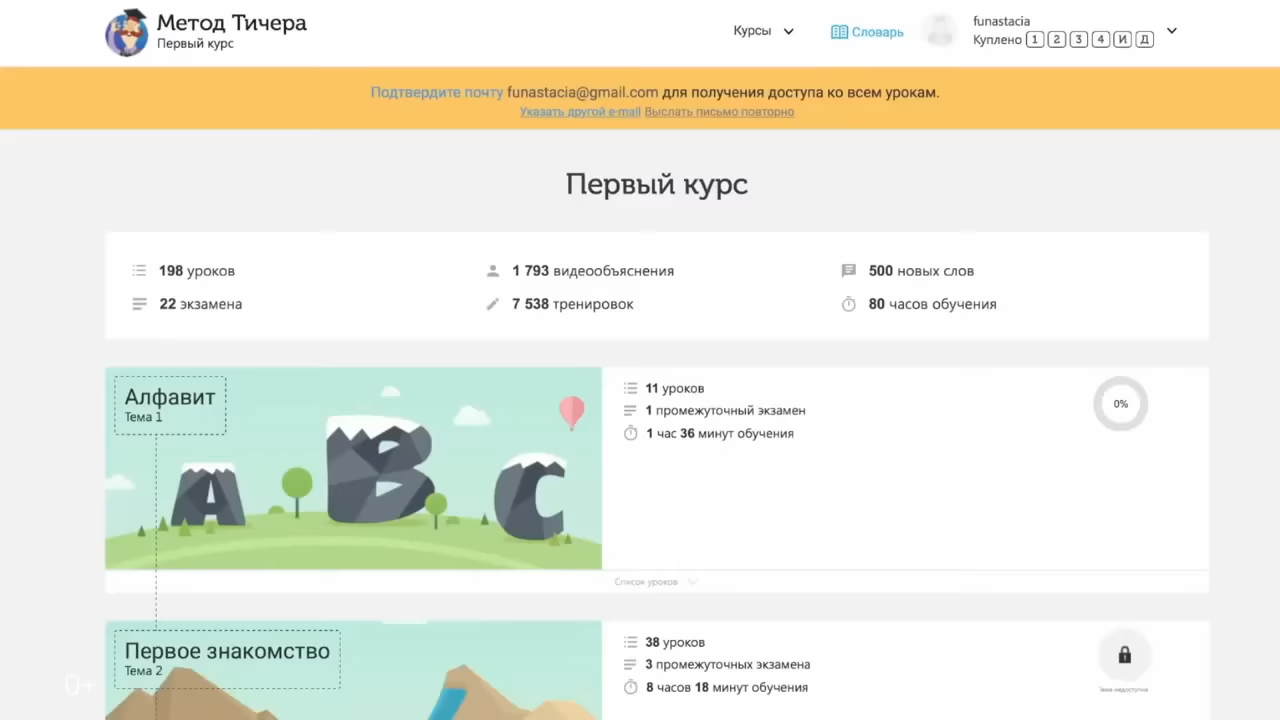 Метод Тичера
Первый курс
Курсы
Словарь
funastacia
Куплено 1 2 3 4 И Д
Подтвердите почту funastacia@gmail.com для получения доступа ко всем урокам.
Указать другой e-mail Выслать письмо повторно
Первый курс
198 уроков
1 793 видеообъяснения
500 новых слов
22 экзамена
7 538 тренировок
80 часов обучения
Алфавит
Тема 1
A B C
11 уроков
1 промежуточный экзамен
1 час 36 минут обучения
0%
Список уроков
Первое знакомство
Тема 2
38 уроков
3 промежуточных экзамена
8 часов 18 минут обучения
Тема недоступна
0+